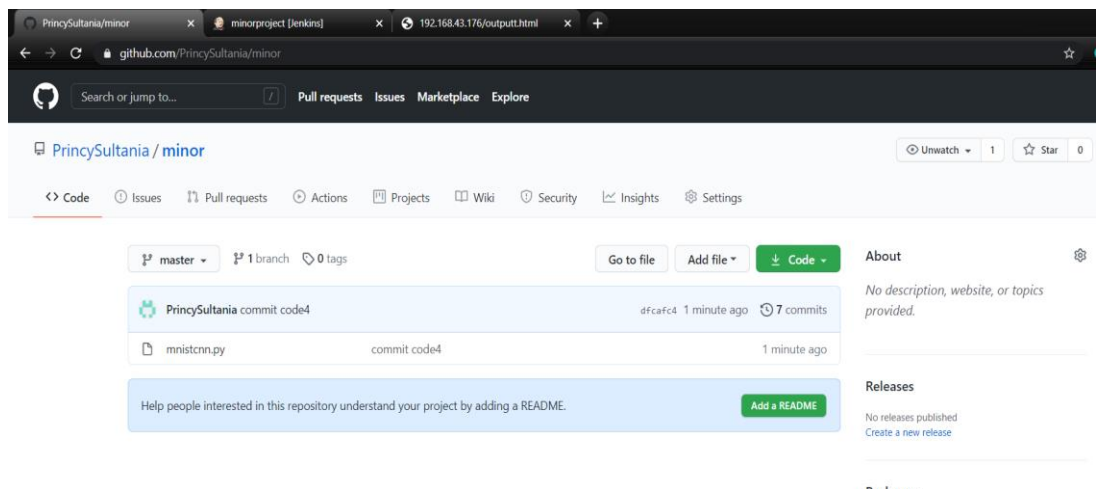 PrincySultania/minor
minorproject [Jenkins]
192.168.43.176/outputt.html
github.com/PrincySultania/minor
Search or jump to... /
Pull requests Issues Marketplace Explore
PrincySultania / minor
Unwatch 1 Star 0
Code Issues Pull requests Actions Projects Wiki Security Insights Settings
master 1 branch 0 tags
Go to file Add file Code
About
No description, website, or topics
provided.
PrincySultania commit code4 dfcafc4 1 minute ago 7 commits
mnistcnn.py commit code4 1 minute ago
Help people interested in this repository understand your project by adding a README. Add a README
Releases
No releases published
Create a new release